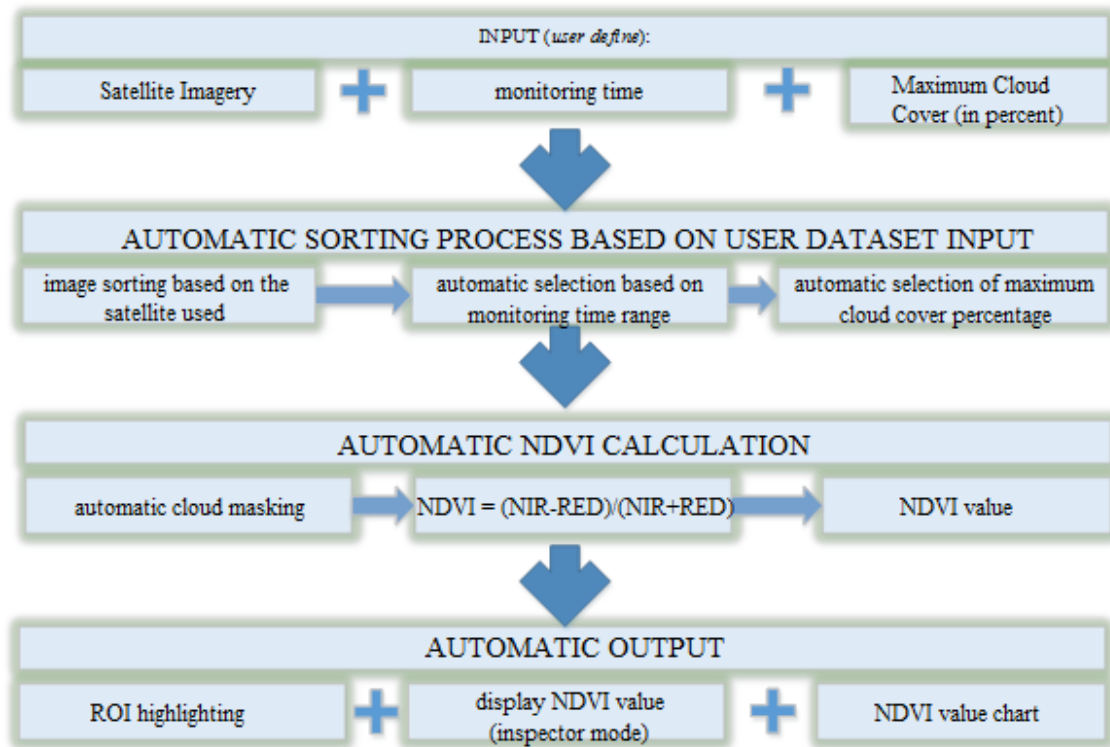 INPUT (user define):
Satellite Imagery
monitoring time
Maximum Cloud
Cover (in percent)
AUTOMATIC SORTING PROCESS BASED ON USER DATASET INPUT
image sorting based on the
satellite used
automatic selection based on
monitoring time range
automatic selection of maximum
cloud cover percentage
AUTOMATIC NDVI CALCULATION
automatic cloud masking
NDVI = (NIR-RED)/(NIR+RED)
NDVI value
AUTOMATIC OUTPUT
ROI highlighting
display NDVI value
(inspector mode)
NDVI value chart